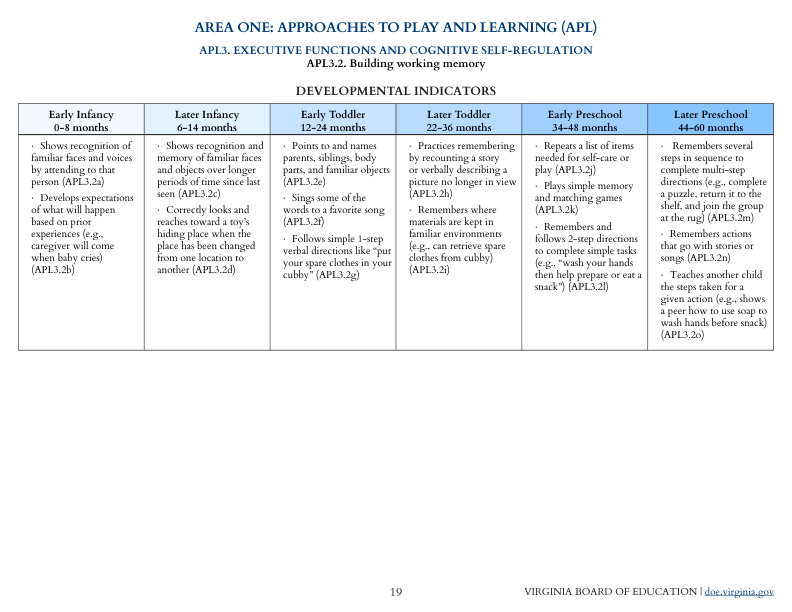 AREA ONE: APPROACHES TO PLAY AND LEARNING (APL)
APL3. EXECUTIVE FUNCTIONS AND COGNITIVE SELF-REGULATION
APL3.2. Building working memory
DEVELOPMENTAL INDICATORS
Early Infancy
0–8 months
· Shows recognition of
familiar faces and voices
by attending to that
person (APL3.2a)
· Develops expectations
of what will happen
based on prior
experiences (e.g.,
caregiver will come
when baby cries)
(APL3.2b)
Later Infancy
6-14 months
· Shows recognition and
memory of familiar faces
and objects over longer
periods of time since last
seen (APL3.2c)
· Correctly looks and
reaches toward a toy's
hiding place when the
place has been changed
from one location to
another (APL3.2d)
Early Toddler
12–24 months
· Points to and names
parents, siblings, body
parts, and familiar objects
(APL3.2e)
· Sings some of the
words to a favorite song
(APL3.2f)
· Follows simple 1-step
verbal directions like "put
your spare clothes in your
cubby" (APL3.2g)
Later Toddler
22–36 months
· Practices remembering
by recounting a story
or verbally describing a
picture no longer in view
(APL3.2h)
· Remembers where
materials are kept in
familiar environments
(e.g., can retrieve spare
clothes from cubby)
(APL3.2i)
Early Preschool
34–48 months
· Repeats a list of items
needed for self-care or
play (APL3.2j)
· Plays simple memory
and matching games
(APL3.2k)
· Remembers and
follows 2-step directions
to complete simple tasks
(e.g., "wash your hands
then help prepare or eat a
snack") (APL3.2l)
Later Preschool
44–60 months
· Remembers several
steps in sequence to
complete multi-step
directions (e.g., complete
a puzzle, return it to the
shelf, and join the group
at the rug) (APL3.2m)
· Remembers actions
that go with stories or
songs (APL3.2n)
· Teaches another child
the steps taken for a
given action (e.g., shows
a peer how to use soap to
wash hands before snack)
(APL3.2o)
19
VIRGINIA BOARD OF EDUCATION | doe.virginia.gov